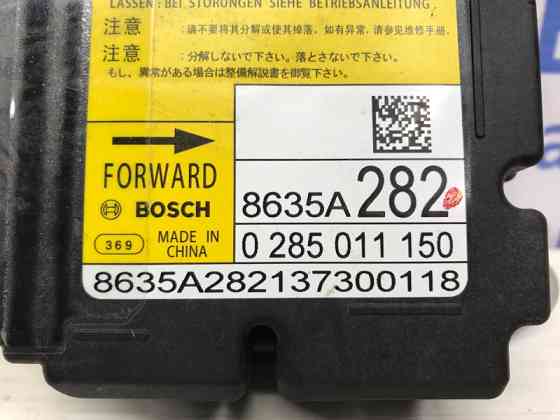 LASSEN: BEI STÖRUNGEN SIEHE BETRIEBSANLEITUNG.
注意 :请不要将其分解或使其掉落，如有异常，请参见维修手册.
注意 :分解しないで下さい。落とさないで下さい。
もし、異常がある場合は整備解説書を御覧下さい！
FORWARD
BOSCH
8635A 282
369
MADE IN
CHINA
0 285 011 150
8635A282137300118